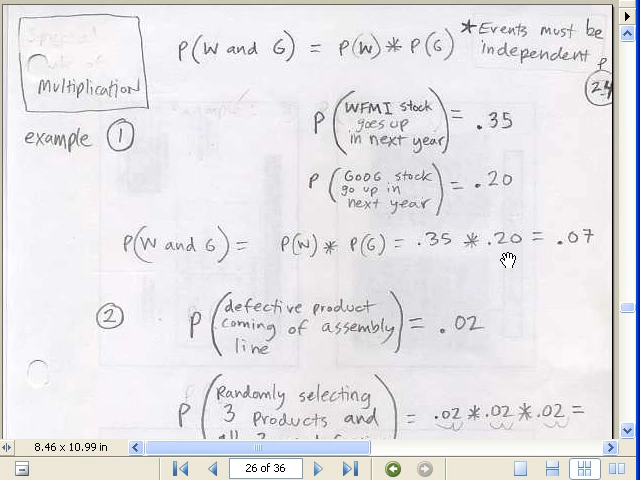 Special
Rule of
Multiplication
P(W and G) = P(W) * P(G)
*Events must be
independent
P
24
example ①
P(WFMI stock
goes up
in next year) = .35
P(GOOG stock
go up in
next year) = .20
P(W and G) = P(W) * P(G) = .35 * .20 = .07
② P(defective product
coming of assembly
line) = .02
P(Randomly selecting
3 Products and
= .02 * .02 * .02 =
8.46 x 10.99 in
26 of 36